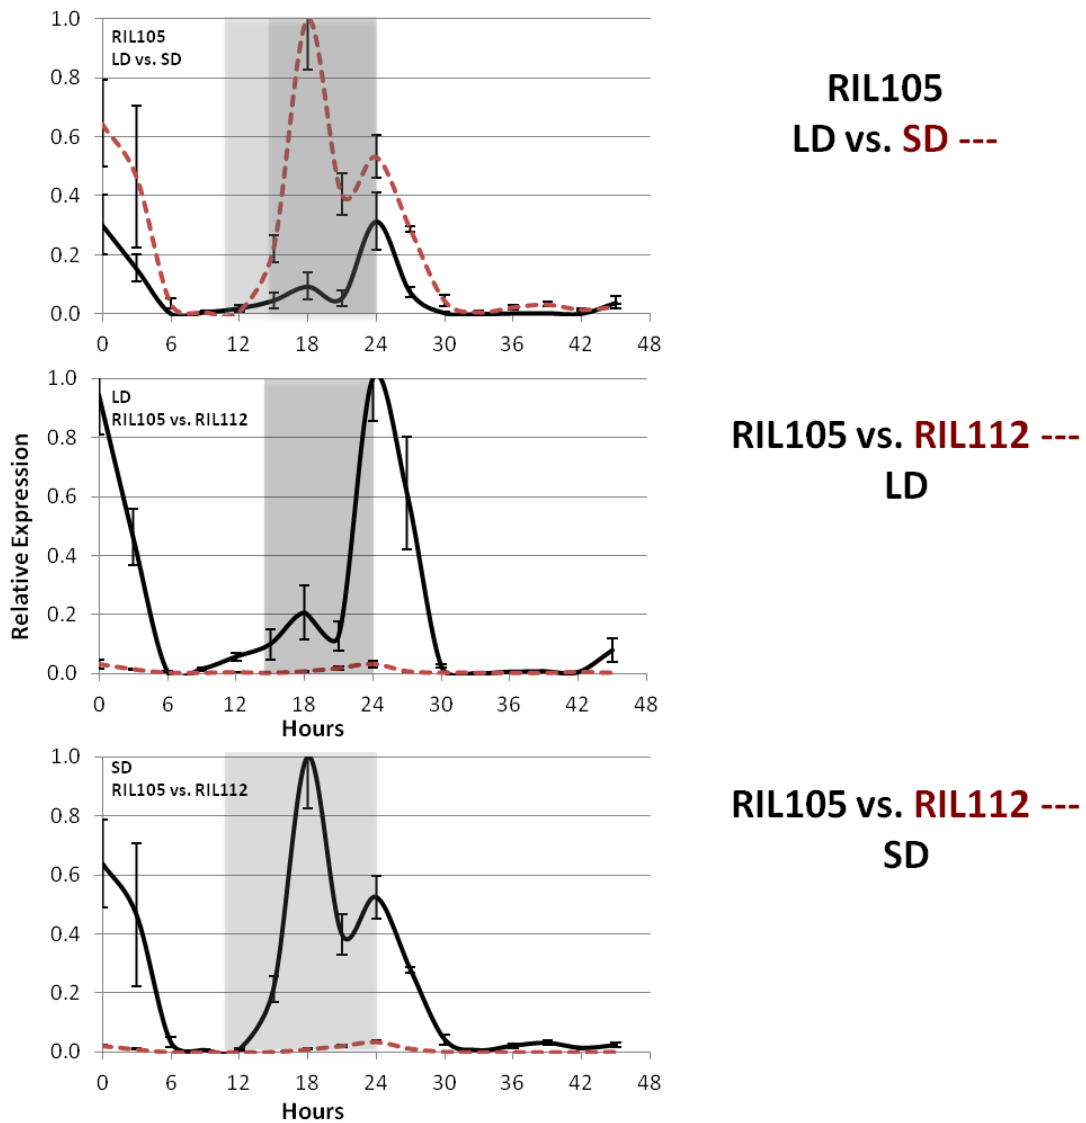 1.0
0.8
0.6
0.4
0.2
0.0
RIL105
LD vs. SD
0 6 12 18 24 30 36 42 48
RIL105
LD vs. SD ---
Relative Expression
1.0
0.8
0.6
0.4
0.2
0.0
LD
RIL105 vs. RIL112
0 6 12 18 24 30 36 42 48
Hours
RIL105 vs. RIL112 ---
LD
1.0
0.8
0.6
0.4
0.2
0.0
SD
RIL105 vs. RIL112
0 6 12 18 24 30 36 42 48
Hours
RIL105 vs. RIL112 ---
SD